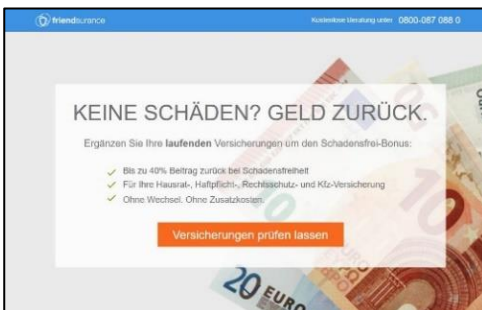 friendsurance
Kostenlose Beratung unter 0800-087 088 0
KEINE SCHÄDEN? GELD ZURÜCK.
Ergänzen Sie Ihre laufenden Versicherungen um den Schadensfrei-Bonus:
Bis zu 40% Beitrag zurück bei Schadensfreiheit
Für Ihre Hausrat-, Haftpflicht-, Rechtsschutz- und Kfz-Versicherung
Ohne Wechsel. Ohne Zusatzkosten.
Versicherungen prüfen lassen
10
20 EURO